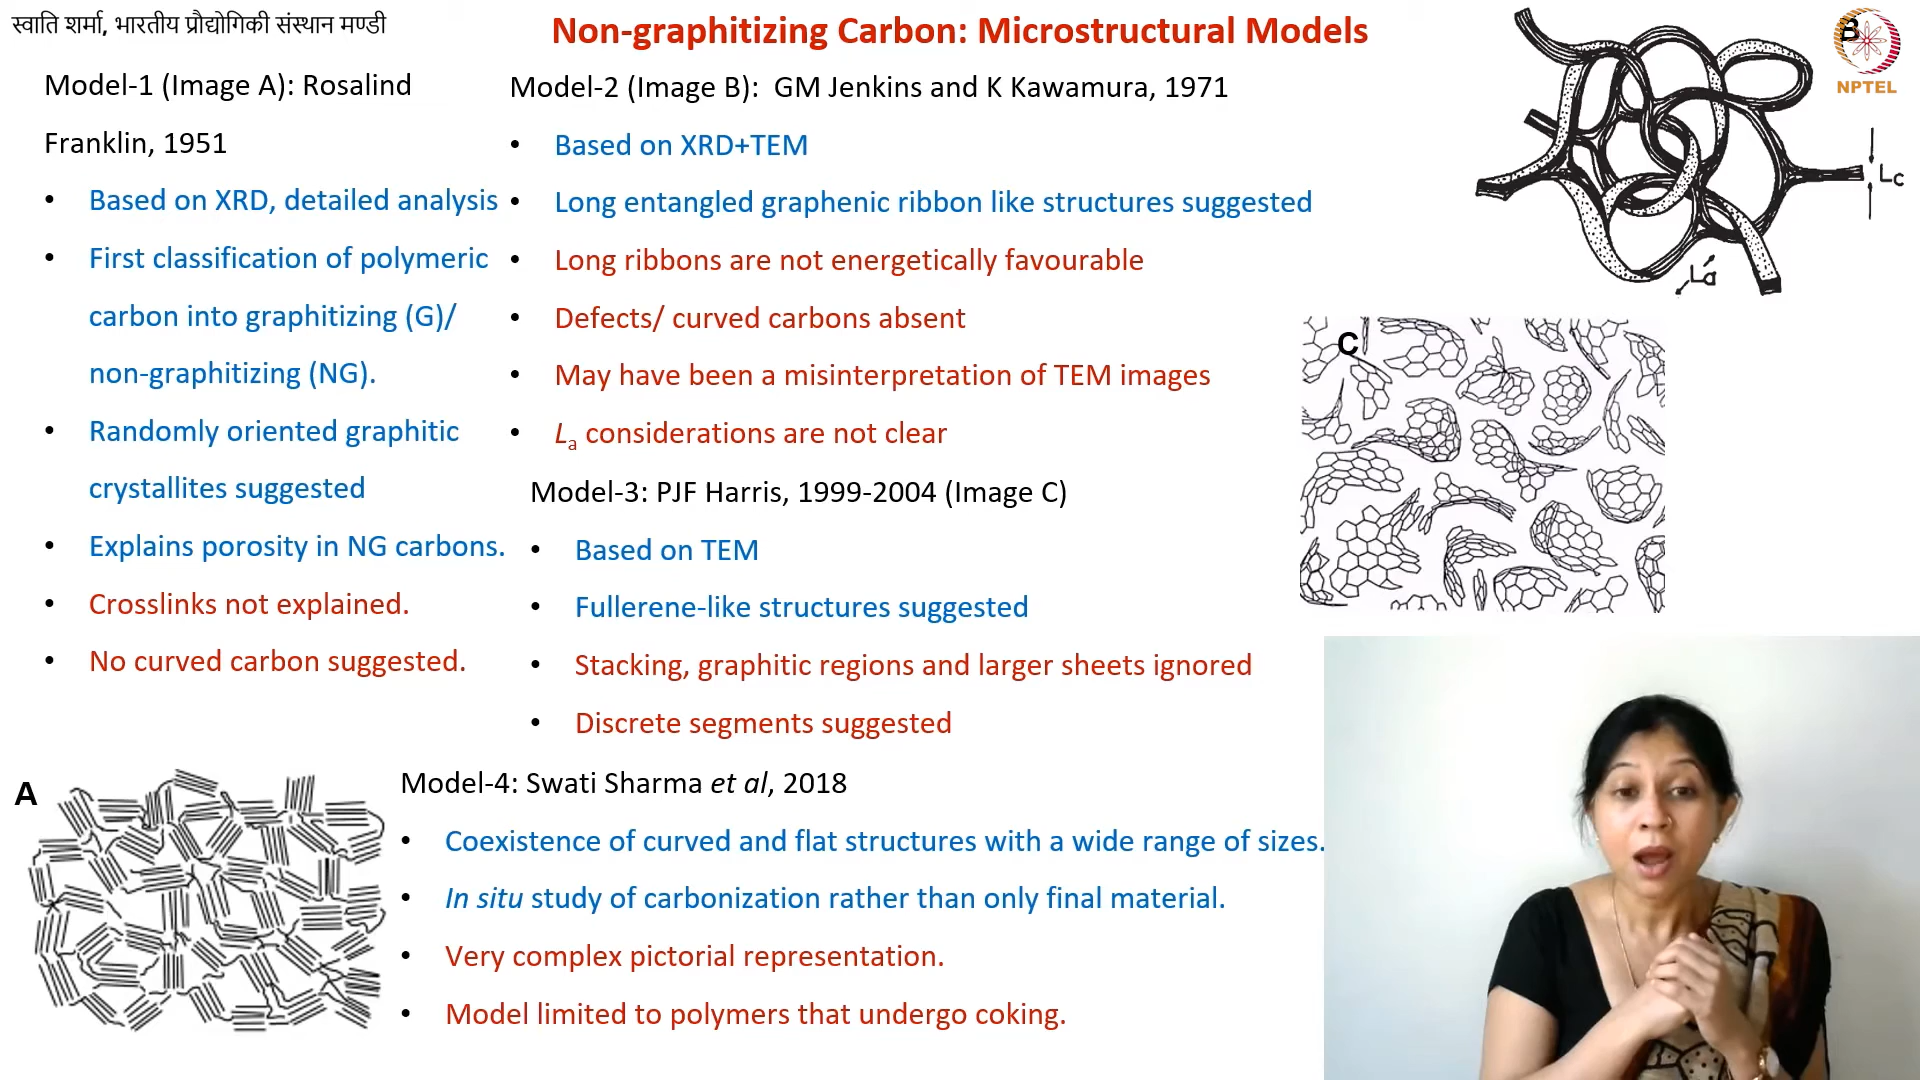 स्वाति शर्मा, भारतीय प्रौद्योगिकी संस्थान मण्डी
Non-graphitizing Carbon: Microstructural Models
Model-1 (Image A): Rosalind
Franklin, 1951
• Based on XRD, detailed analysis
• First classification of polymeric
carbon into graphitizing (G)/
non-graphitizing (NG).
• Randomly oriented graphitic
crystallites suggested
• Explains porosity in NG carbons.
• Crosslinks not explained.
• No curved carbon suggested.
A
Model-2 (Image B): GM Jenkins and K Kawamura, 1971
• Based on XRD+TEM
• Long entangled graphenic ribbon like structures suggested
• Long ribbons are not energetically favourable
• Defects/ curved carbons absent
• May have been a misinterpretation of TEM images
• La considerations are not clear
Model-3: PJF Harris, 1999-2004 (Image C)
• Based on TEM
• Fullerene-like structures suggested
• Stacking, graphitic regions and larger sheets ignored
• Discrete segments suggested
Model-4: Swati Sharma et al, 2018
• Coexistence of curved and flat structures with a wide range of sizes.
• In situ study of carbonization rather than only final material.
• Very complex pictorial representation.
• Model limited to polymers that undergo coking.
B
NPTEL
Lc
La
C